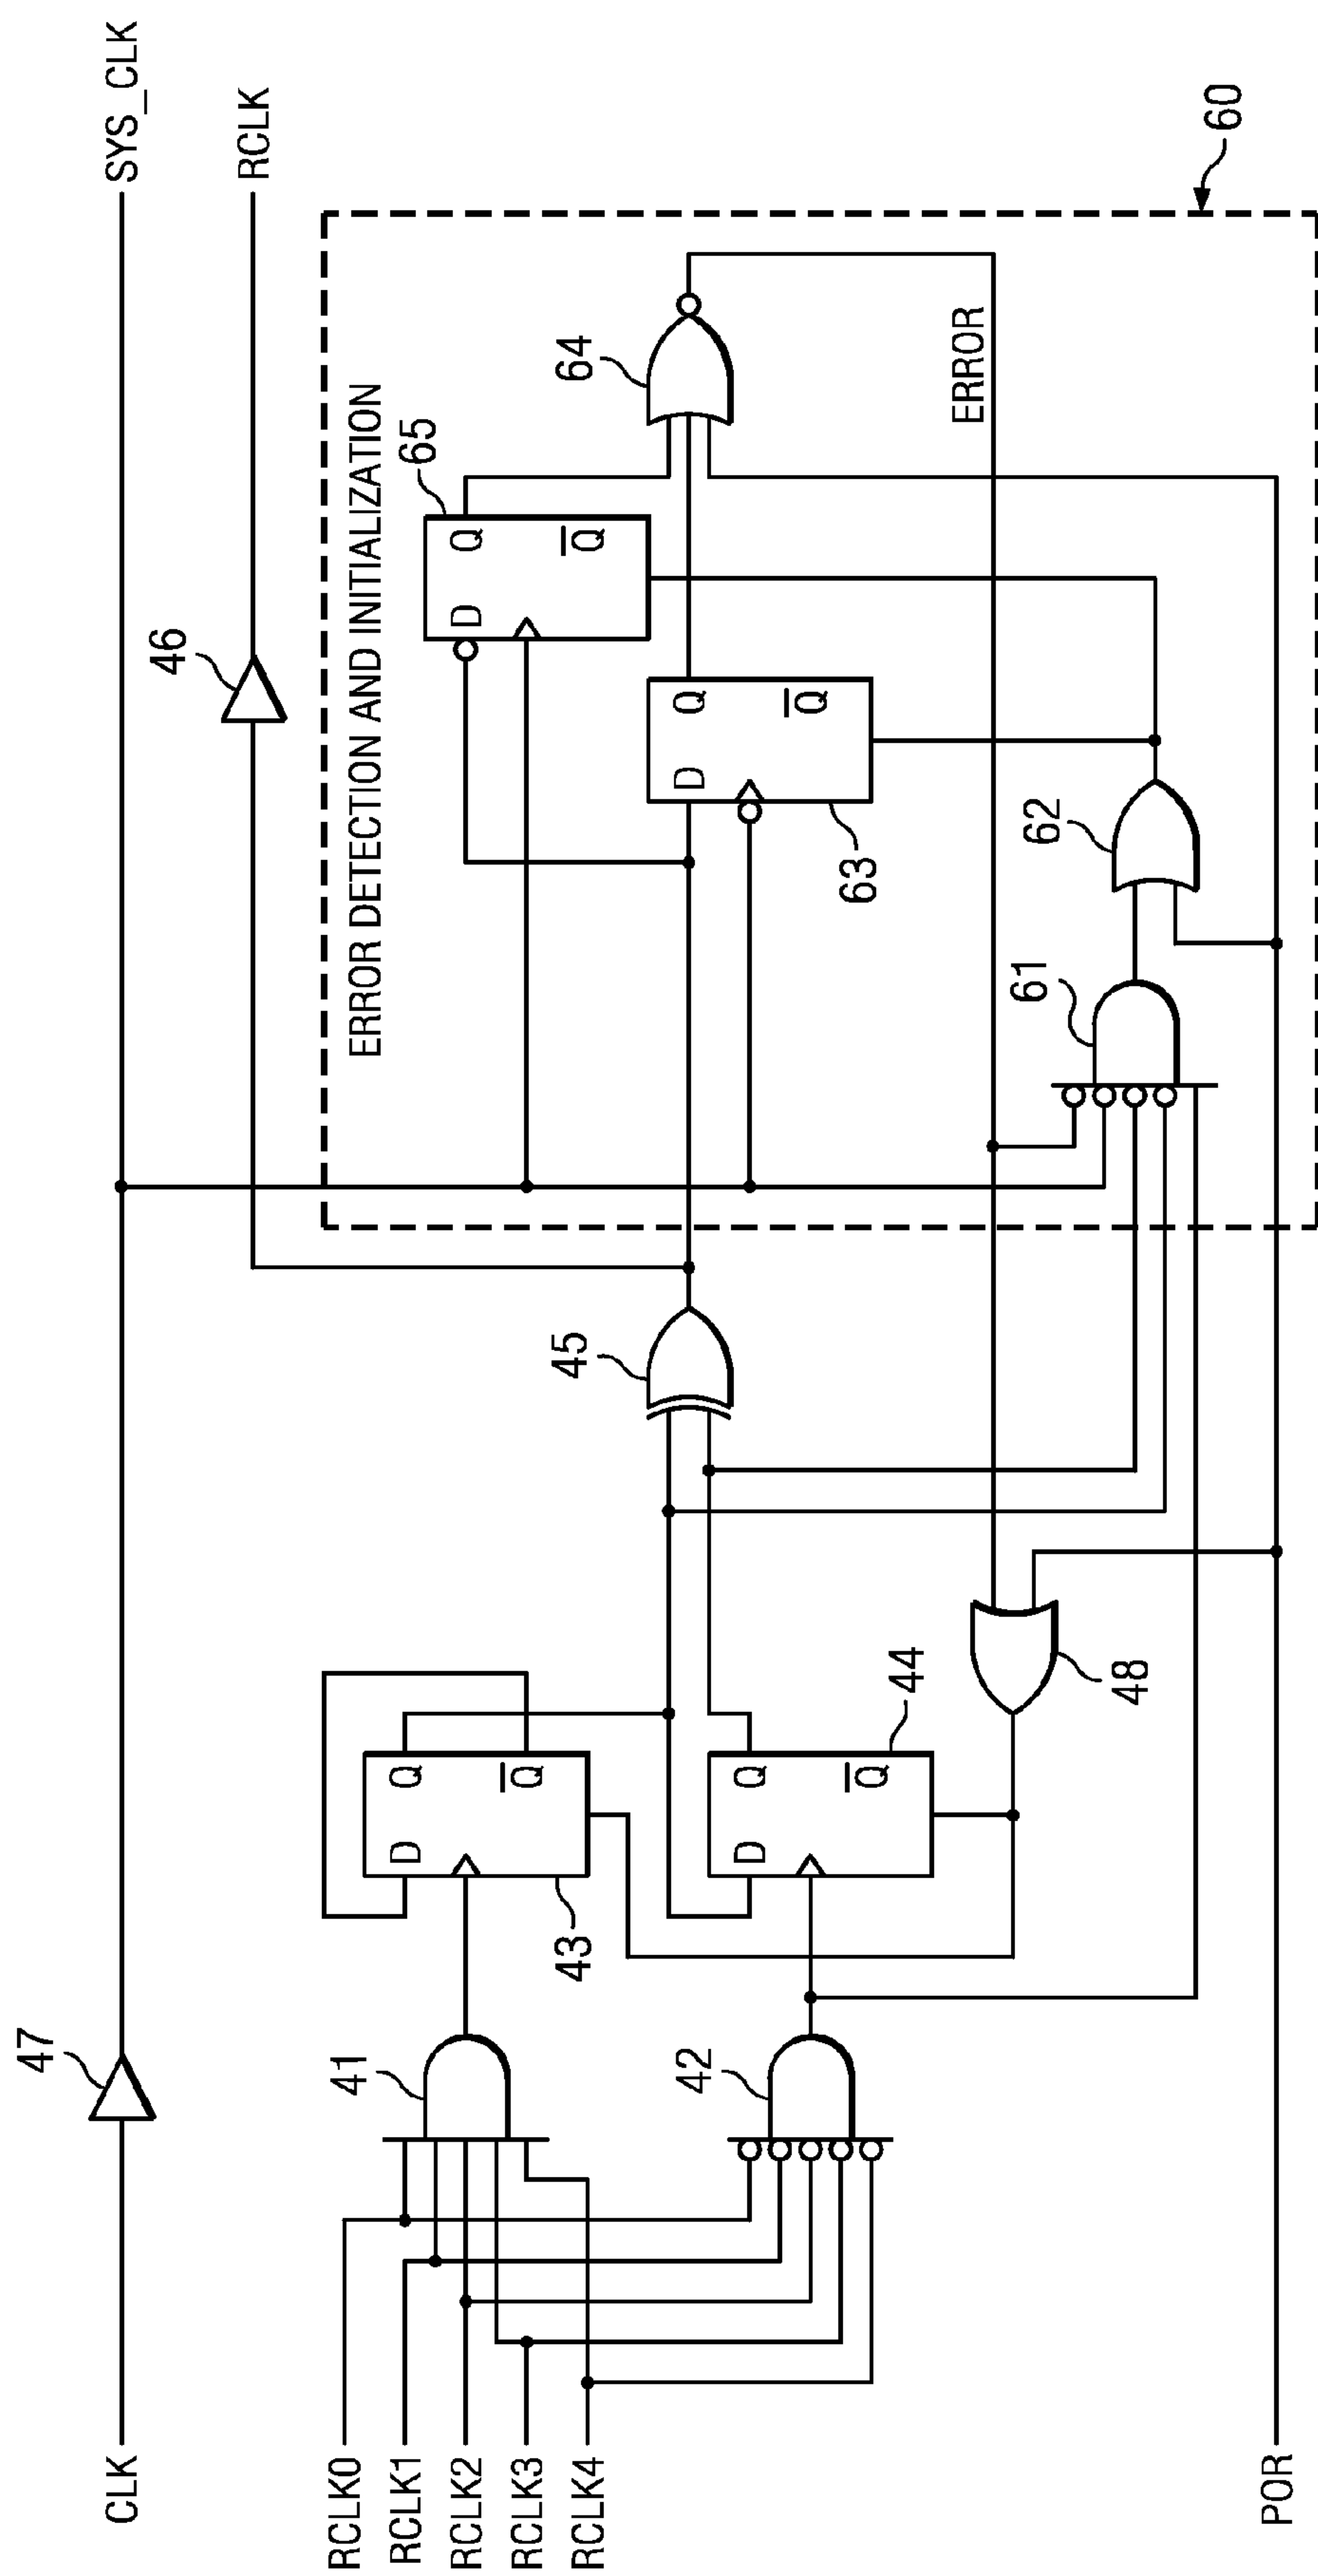 CLK
47
SYS_CLK
46
RCLK
RCLK0
RCLK1
RCLK2
RCLK3
RCLK4
41
42
D
Q
Q
43
D
Q
Q
44
45
48
60
ERROR DETECTION AND INITIALIZATION
D
Q
Q
65
D
Q
Q
63
64
ERROR
61
62
POR